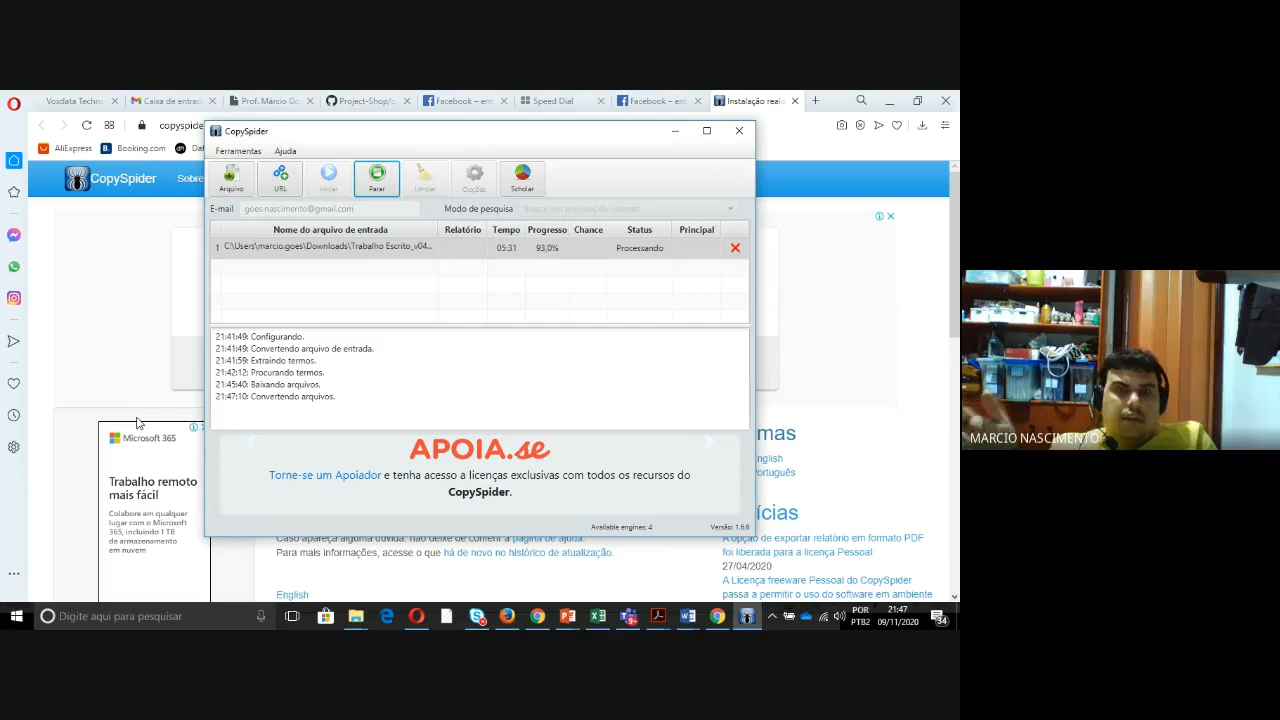 Voxdata Techno
Caixa de entrad
Prof. Márcio Gó
Project-Shop/c
Facebook – ent
Speed Dial
Facebook – ent
Instalação reali
copyspide
AliExpress
Booking.com
CopySpider
Sobre
CopySpider
Ferramentas Ajuda
Arquivo URL Iniciar Parar Limpar Opções Scholar
E-mail goes.nascimento@gmail.com Modo de pesquisa Buscar em arquivos da internet
Nome do arquivo de entrada Relatório Tempo Progresso Chance Status Principal
1 C:\Users\marcio.goes\Downloads\Trabalho Escrito_v04... 05:31 93,0% Processando
21:41:49: Configurando.
21:41:49: Convertendo arquivo de entrada.
21:41:59: Extraindo termos.
21:42:12: Procurando termos.
21:45:40: Baixando arquivos.
21:47:10: Convertendo arquivos.
APOIA.se
Torne-se um Apoiador e tenha acesso a licenças exclusivas com todos os recursos do
CopySpider.
Available engines: 4 Versão: 1.6.6
Microsoft 365
Trabalho remoto
mais fácil
Colabore em qualquer
lugar com o Microsoft
365, incluindo 1 TB
de armazenamento
em nuvem
Caso apareça alguma dúvida, não deixe de conferir a página de ajuda.
Para mais informações, acesse o que há de novo no histórico de atualização.
English
mas
nglish
rtuguês
ícias
A opção de exportar relatório em formato PDF
foi liberada para a licença Pessoal
27/04/2020
A Licença freeware Pessoal do CopySpider
passa a permitir o uso do software em ambiente
Digite aqui para pesquisar
POR
PTB2
21:47
09/11/2020
34
MARCIO NASCIMENTO